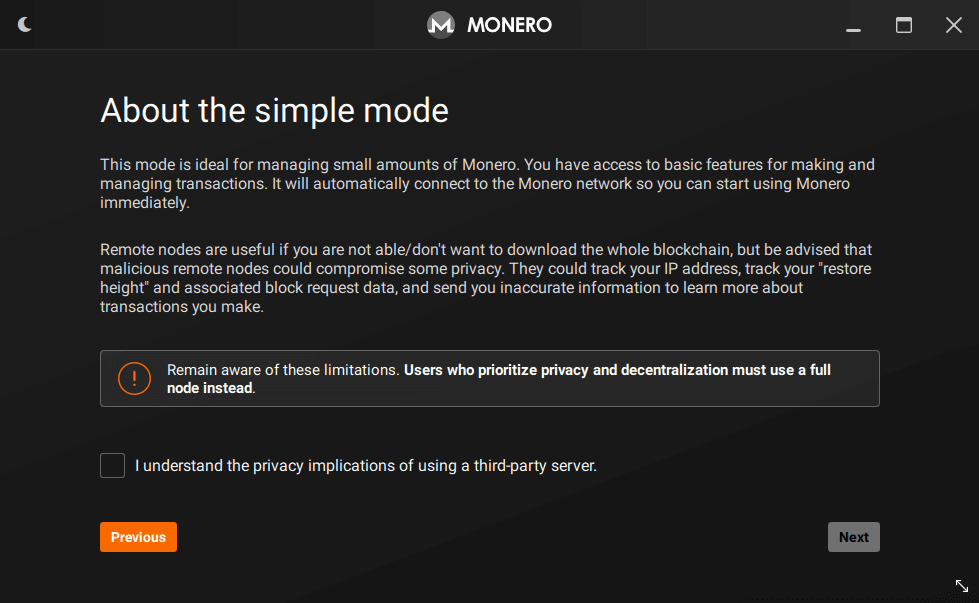 MONERO
About the simple mode
This mode is ideal for managing small amounts of Monero. You have access to basic features for making and
managing transactions. It will automatically connect to the Monero network so you can start using Monero
immediately.
Remote nodes are useful if you are not able/don't want to download the whole blockchain, but be advised that
malicious remote nodes could compromise some privacy. They could track your IP address, track your "restore
height" and associated block request data, and send you inaccurate information to learn more about
transactions you make.
Remain aware of these limitations. Users who prioritize privacy and decentralization must use a full
node instead.
I understand the privacy implications of using a third-party server.
Previous
Next